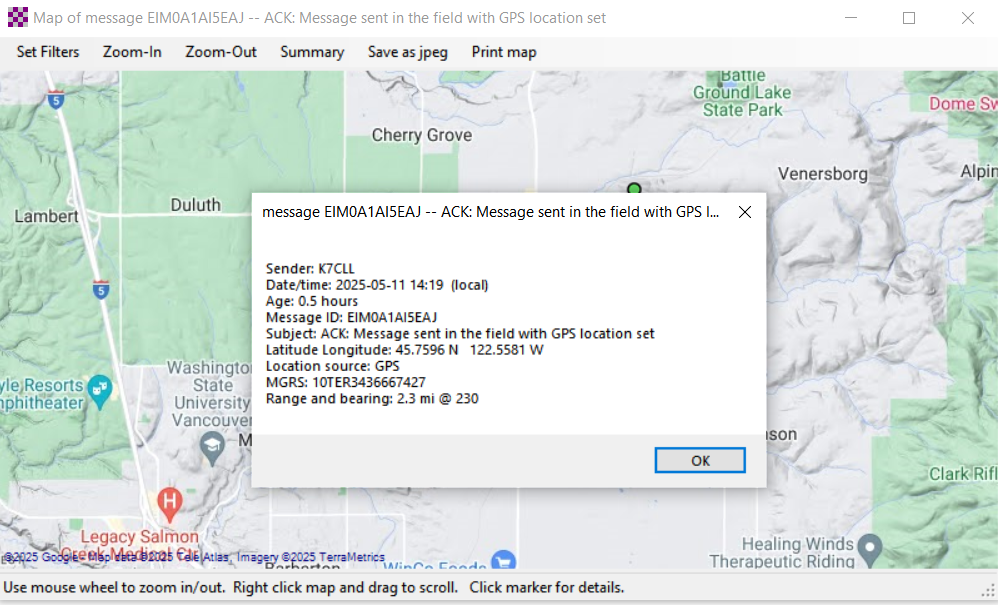 Map of message EIM0A1AI5EAJ -- ACK: Message sent in the field with GPS location set
Set Filters Zoom-In Zoom-Out Summary Save as jpeg Print map
5
Battle
Ground Lake
State Park
Dome Sw
Cherry Grove
Venersborg
Alpin
Lambert
Duluth
message EIM0A1AI5EAJ -- ACK: Message sent in the field with GPS l...
Sender: K7CLL
Date/time: 2025-05-11 14:19 (local)
Age: 0.5 hours
Message ID: EIM0A1AI5EAJ
Subject: ACK: Message sent in the field with GPS location set
Latitude Longitude: 45.7596 N 122.5581 W
Location source: GPS
MGRS: 10TER3436667427
Range and bearing: 2.3 mi @ 230
OK
5
Washingto
State
University
Vancouver
yle Resorts
nphitheater
M
son
Clark Rifl
H
Legacy Salmon
Creek Medical Ctr
©2025 Google - Map data ©2025 Tele Atlas, Imagery ©2025 TerraMetrics
Barberton
WinCo Foods
Healing Winds
Therapeutic Riding
Use mouse wheel to zoom in/out. Right click map and drag to scroll. Click marker for details.